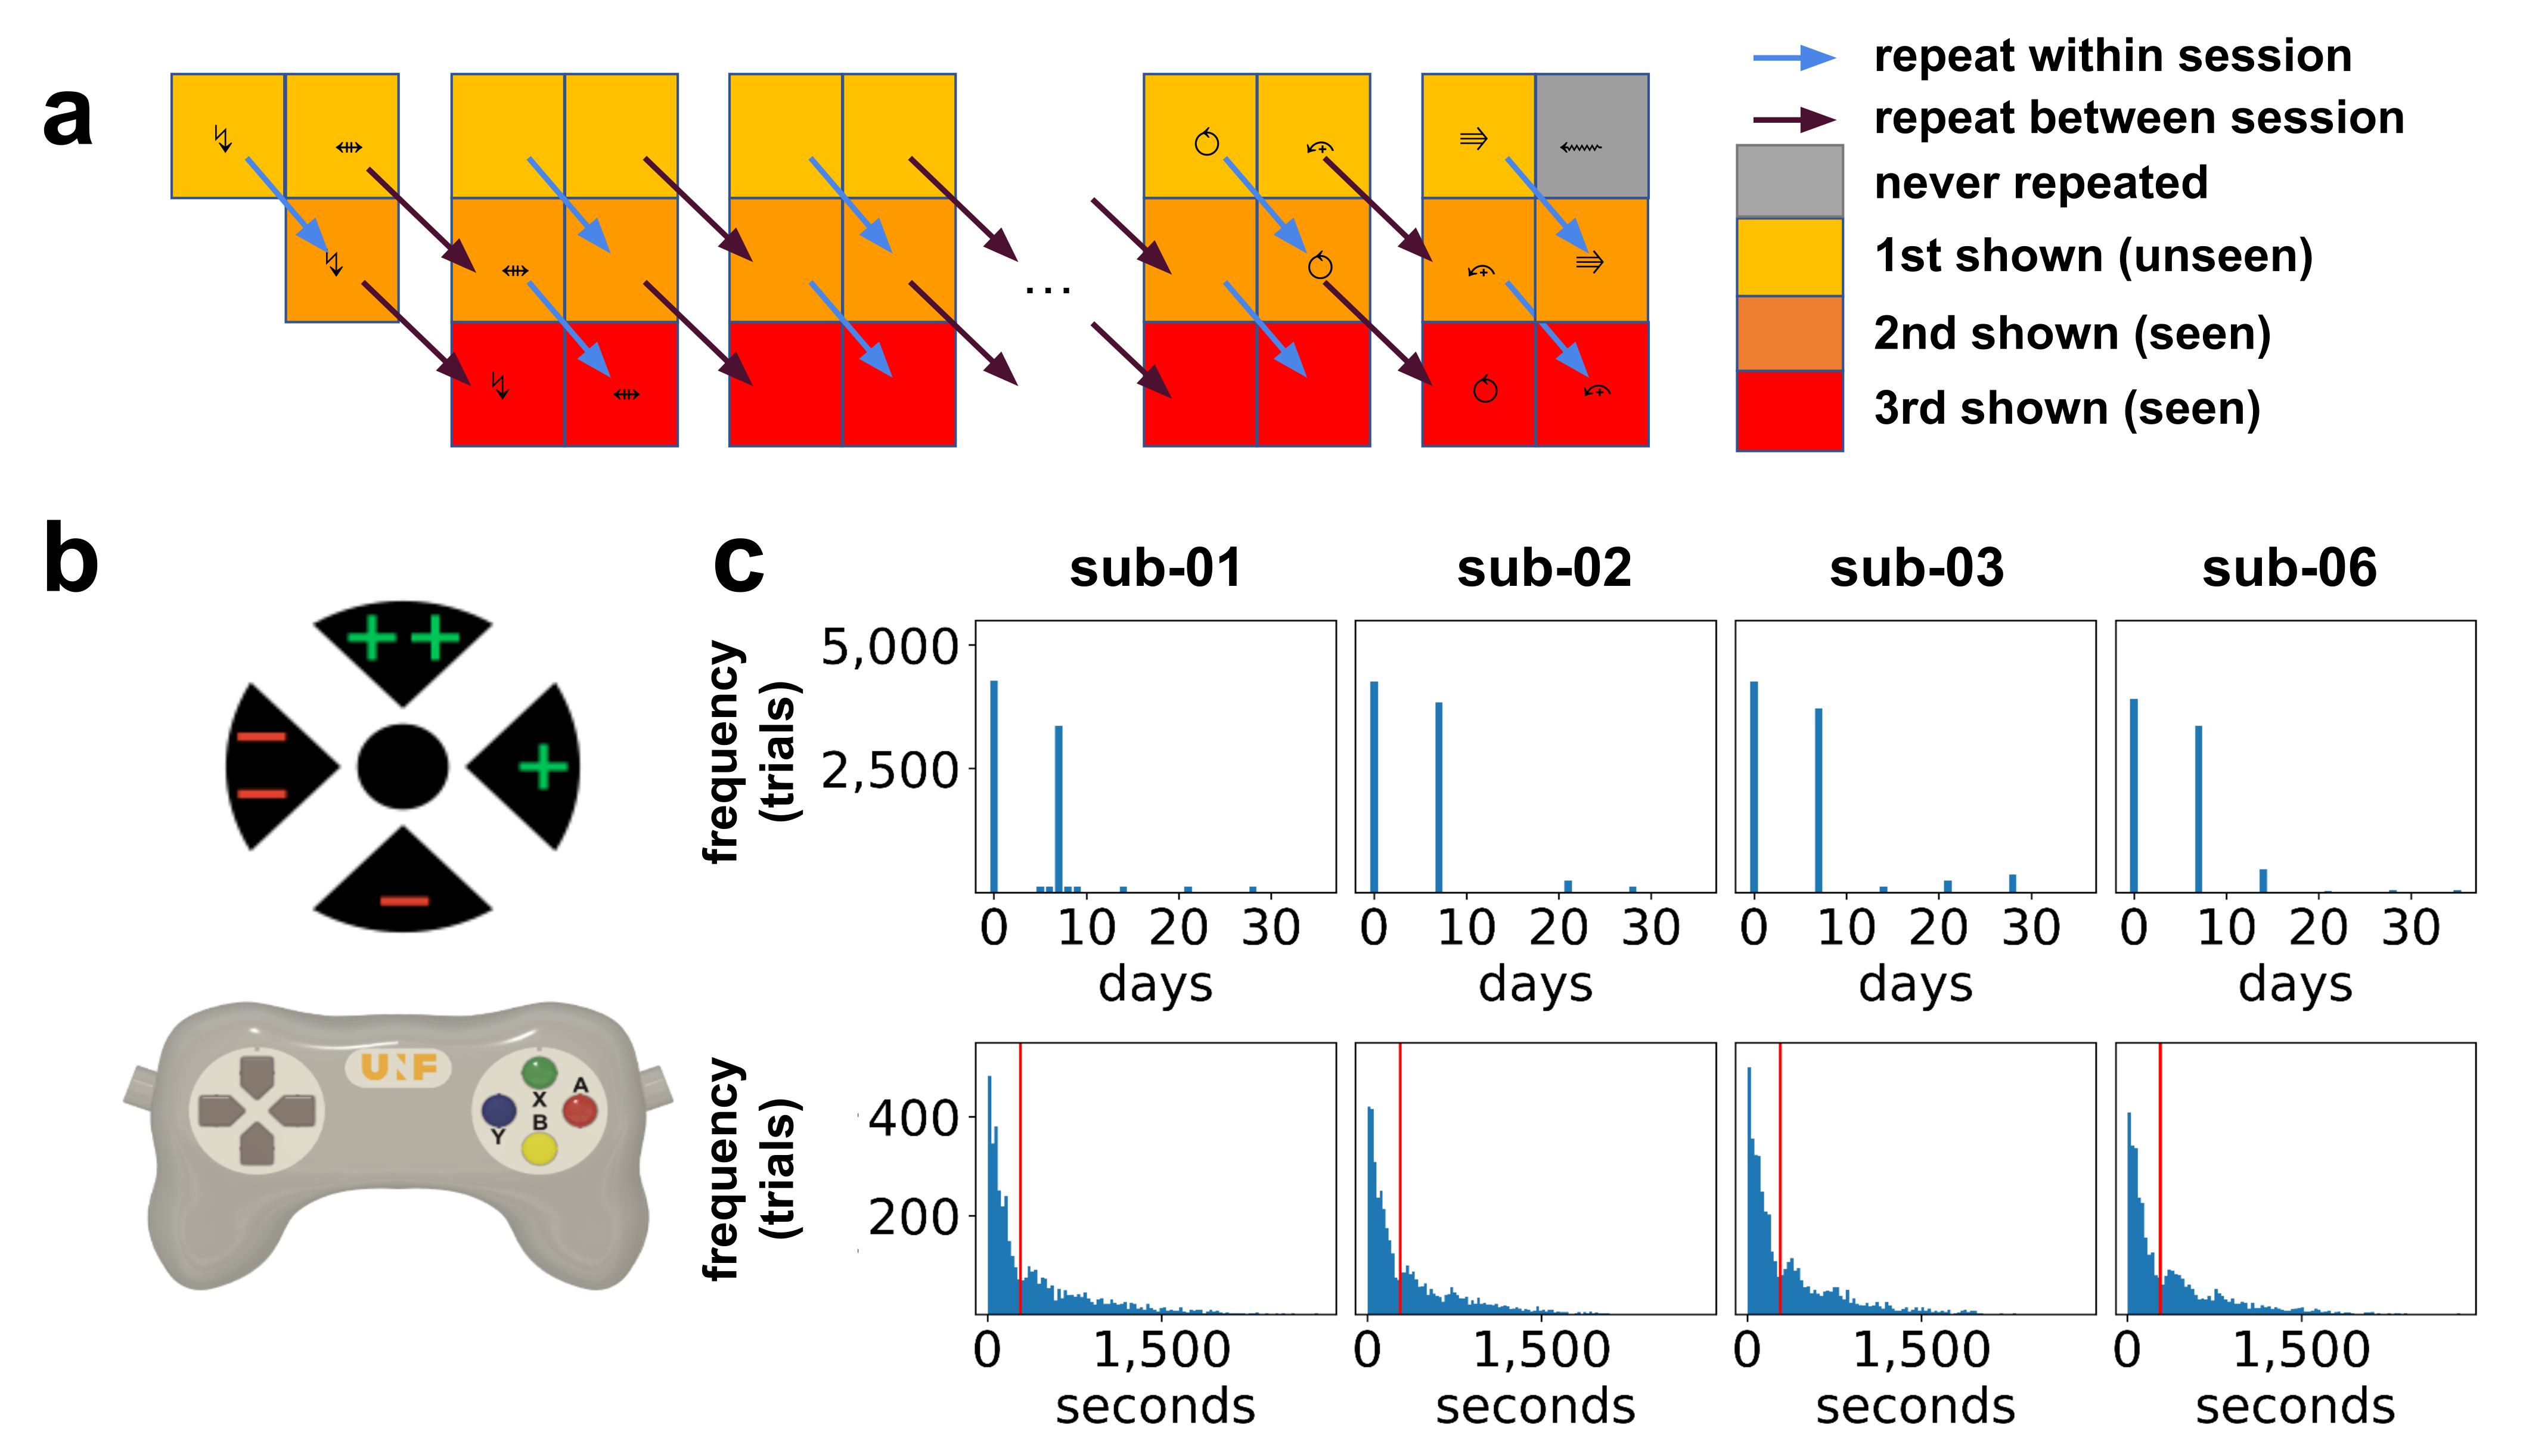 a
repeat within session
repeat between session
never repeated
1st shown (unseen)
2nd shown (seen)
3rd shown (seen)
...
b
++
+
UNF
X
A
Y
B
c
sub-01
sub-02
sub-03
sub-06
frequency
(trials)
5,000
2,500
0 10 20 30
0 10 20 30
0 10 20 30
0 10 20 30
days
days
days
days
frequency
(trials)
400
200
0 1,500
0 1,500
0 1,500
0 1,500
seconds
seconds
seconds
seconds